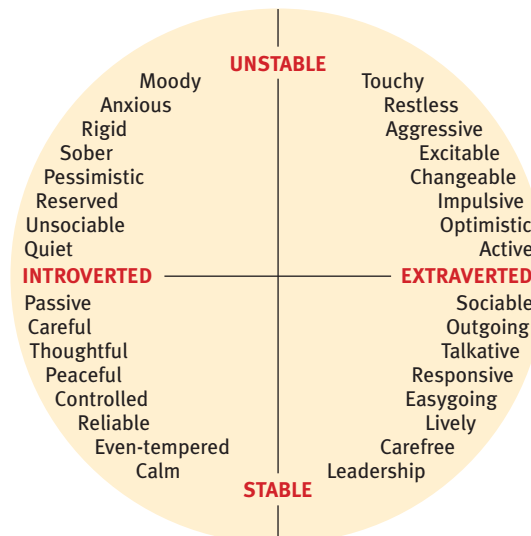 UNSTABLE
Moody
Anxious
Rigid
Sober
Pessimistic
Reserved
Unsociable
Quiet
Touchy
Restless
Aggressive
Excitable
Changeable
Impulsive
Optimistic
Active
INTROVERTED
EXTRAVERTED
Passive
Careful
Thoughtful
Peaceful
Controlled
Reliable
Even-tempered
Calm
Sociable
Outgoing
Talkative
Responsive
Easygoing
Lively
Carefree
Leadership
STABLE